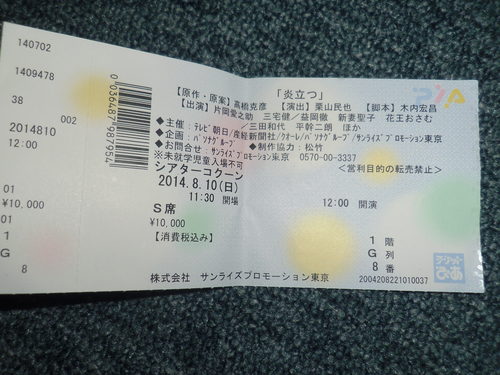 140702
1409478
38
002
2014810
01
¥10,000
01
G
8
0036487987954
「炎立つ」
PIA
【原作・原案】高橋克彦 【演出】栗山民也 【脚本】木内宏昌
【出演】片岡愛之助 三宅健/益岡徹 新妻聖子 花王おさむ
/三田和代 平幹二朗 ほか
◆主催:テレビ朝日/産経新聞社/クオーレ/パソナグループ/サンライズプロモーション東京
◆企画:パソナグループ ◆制作協力:松竹
◆お問合せ:サンライズプロモーション東京 0570-00-3337
※未就学児童入場不可 <営利目的の転売禁止>
シアターコクーン
2014.8.10(日)
11:30 開場 12:00 開演
S席
¥10,000
【消費税込み】
1 階
G 列
8 番
チケットぴあ
株式会社 サンライズプロモーション東京 2004208221010037